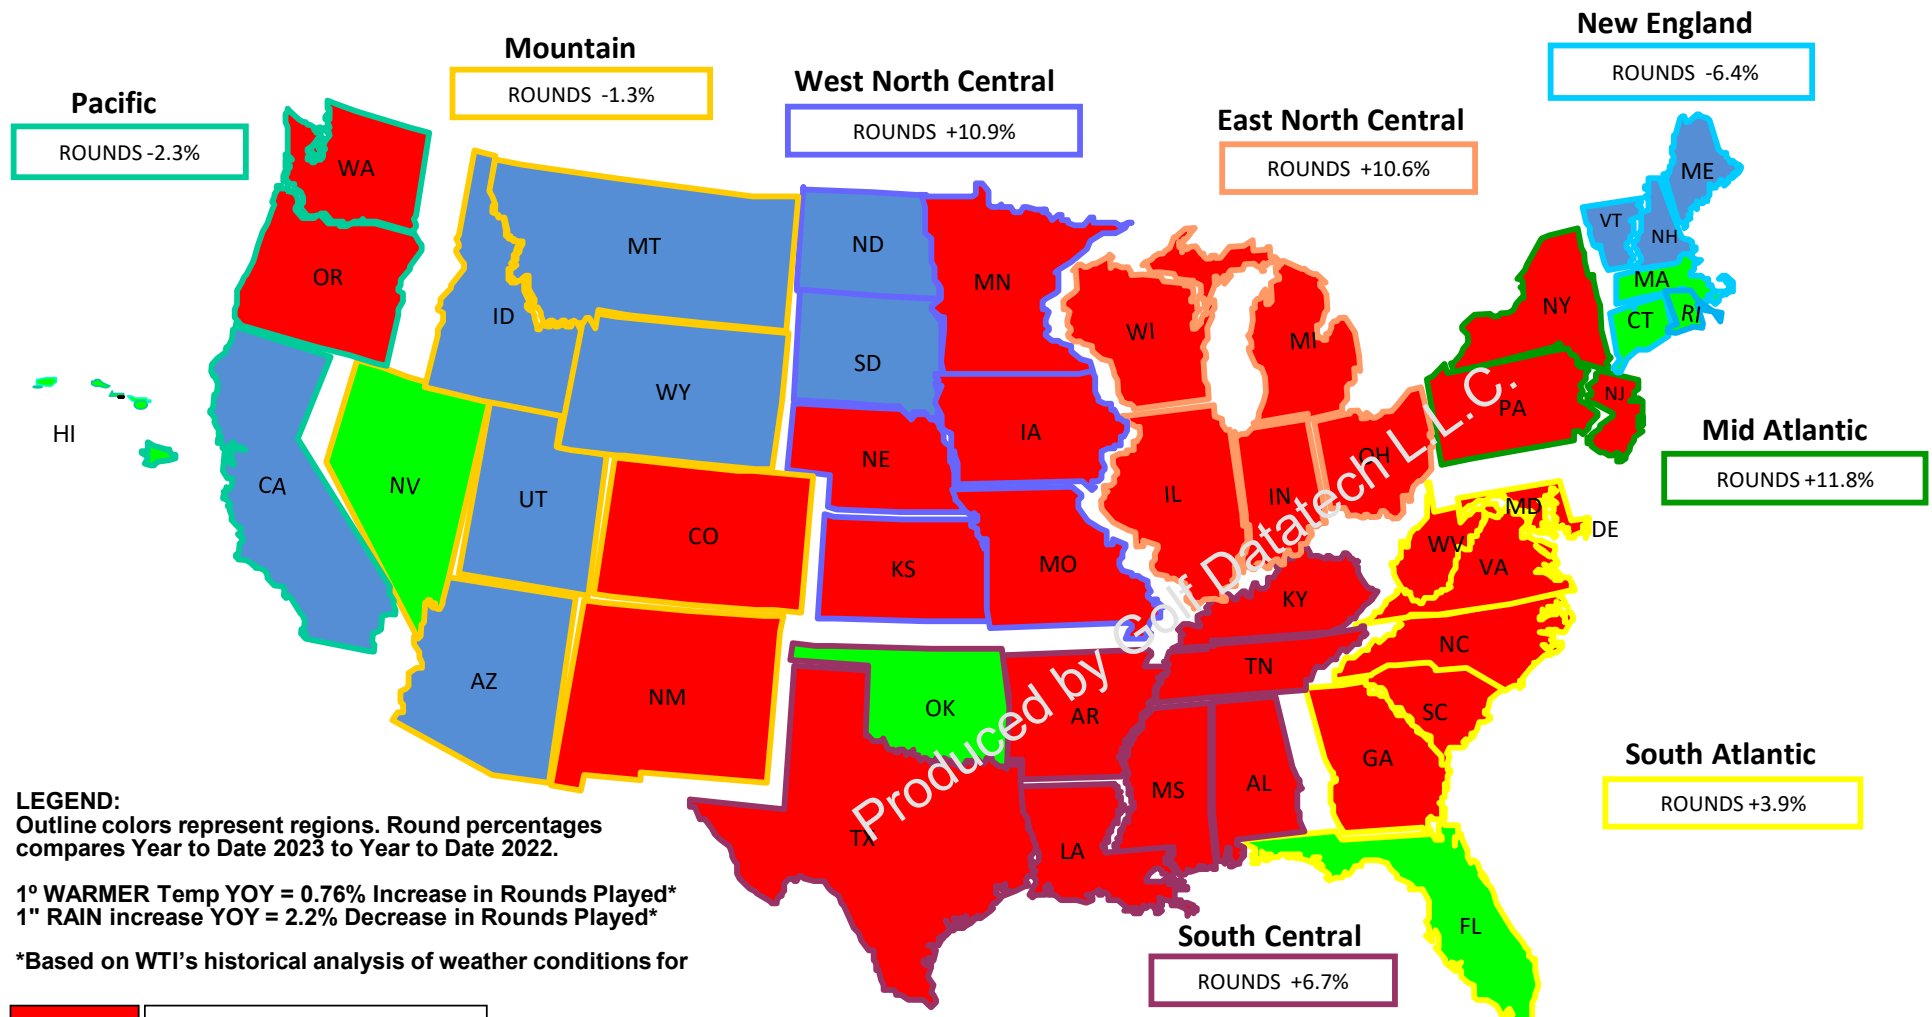 New England
ROUNDS -6.4%
Mountain
ROUNDS -1.3%
West North Central
ROUNDS +10.9%
Pacific
ROUNDS -2.3%
East North Central
ROUNDS +10.6%
WA
OR
CA
HI
NV
ID
MT
WY
UT
AZ
CO
NM
ND
SD
NE
KS
MN
IA
MO
WI
MI
IL
IN
OH
ME
VT
NH
MA
CT
RI
NY
PA
NJ
Mid Atlantic
ROUNDS +11.8%
MD
DE
WV
VA
NC
SC
GA
FL
KY
TN
OK
AR
TX
LA
MS
AL
Produced by Golf Datatech L.L.C.
South Atlantic
ROUNDS +3.9%
South Central
ROUNDS +6.7%
LEGEND:
Outline colors represent regions. Round percentages
compares Year to Date 2023 to Year to Date 2022.
1º WARMER Temp YOY = 0.76% Increase in Rounds Played*
1" RAIN increase YOY = 2.2% Decrease in Rounds Played*
*Based on WTI's historical analysis of weather conditions for